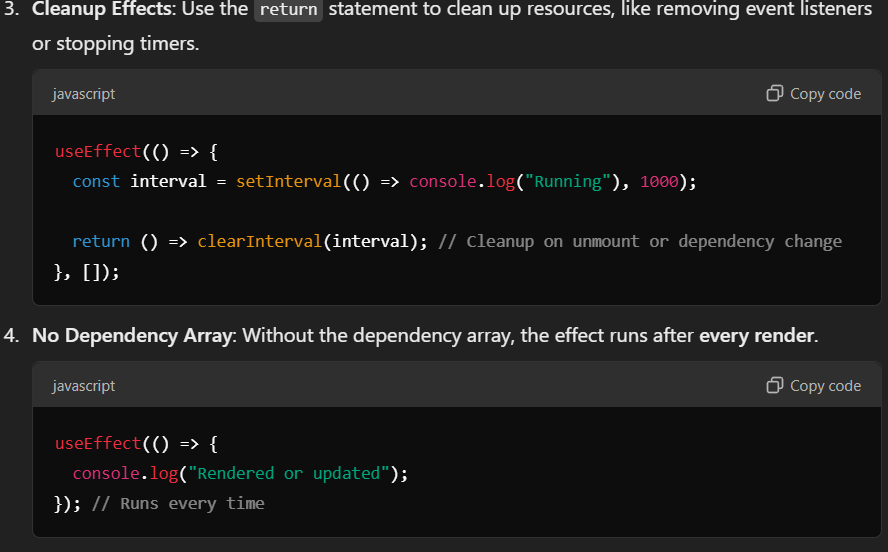 3. Cleanup Effects: Use the return statement to clean up resources, like removing event listeners
or stopping timers.
javascript
Copy code
useEffect(() => {
  const interval = setInterval(() => console.log("Running"), 1000);
  return () => clearInterval(interval); // Cleanup on unmount or dependency change
}, []);
4. No Dependency Array: Without the dependency array, the effect runs after every render.
javascript
Copy code
useEffect(() => {
  console.log("Rendered or updated");
}); // Runs every time